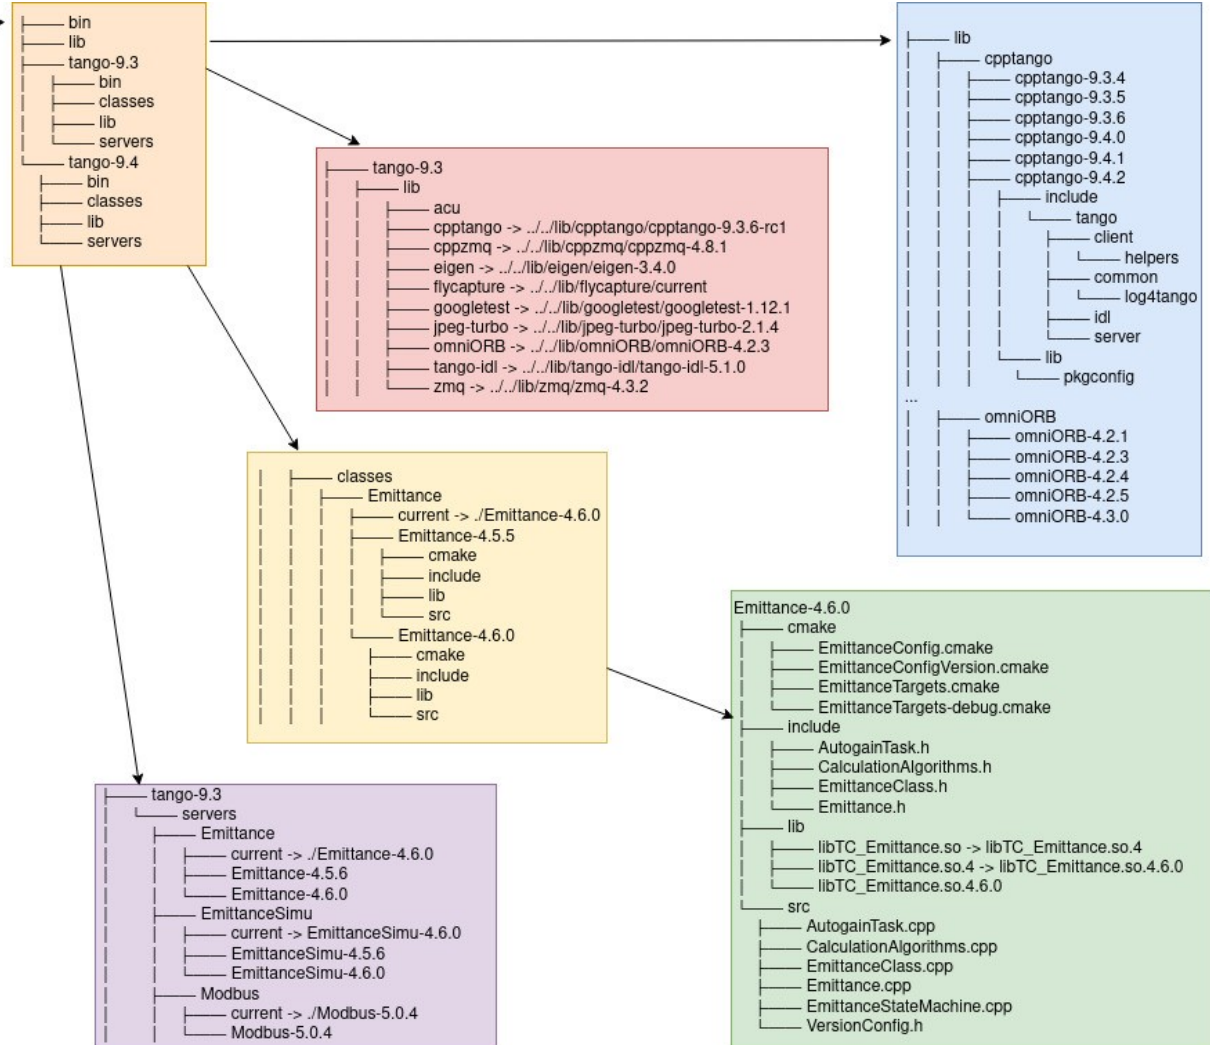 bin
lib
tango-9.3
bin
classes
lib
servers
tango-9.4
bin
classes
lib
servers
tango-9.3
lib
acu
cpptango -> ../../lib/cpptango/cpptango-9.3.6-rc1
cppzmq -> ../../lib/cppzmq/cppzmq-4.8.1
eigen -> ../../lib/eigen/eigen-3.4.0
flycapture -> ../../lib/flycapture/current
googletest -> ../../lib/googletest/googletest-1.12.1
jpeg-turbo -> ../../lib/jpeg-turbo/jpeg-turbo-2.1.4
omniORB -> ../../lib/omniORB/omniORB-4.2.3
tango-idl -> ../../lib/tango-idl/tango-idl-5.1.0
zmq -> ../../lib/zmq/zmq-4.3.2
lib
cpptango
cpptango-9.3.4
cpptango-9.3.5
cpptango-9.3.6
cpptango-9.4.0
cpptango-9.4.1
cpptango-9.4.2
include
tango
client
helpers
common
log4tango
idl
server
lib
pkgconfig
...
omniORB
omniORB-4.2.1
omniORB-4.2.3
omniORB-4.2.4
omniORB-4.2.5
omniORB-4.3.0
classes
Emittance
current -> ./Emittance-4.6.0
Emittance-4.5.5
cmake
include
lib
src
Emittance-4.6.0
cmake
include
lib
src
Emittance-4.6.0
cmake
EmittanceConfig.cmake
EmittanceConfigVersion.cmake
EmittanceTargets.cmake
EmittanceTargets-debug.cmake
include
AutogainTask.h
CalculationAlgorithms.h
EmittanceClass.h
Emittance.h
lib
libTC_Emittance.so -> libTC_Emittance.so.4
libTC_Emittance.so.4 -> libTC_Emittance.so.4.6.0
libTC_Emittance.so.4.6.0
src
AutogainTask.cpp
CalculationAlgorithms.cpp
EmittanceClass.cpp
Emittance.cpp
EmittanceStateMachine.cpp
VersionConfig.h
tango-9.3
servers
Emittance
current -> ./Emittance-4.6.0
Emittance-4.5.6
Emittance-4.6.0
EmittanceSimu
current -> EmittanceSimu-4.6.0
EmittanceSimu-4.5.6
EmittanceSimu-4.6.0
Modbus
current -> ./Modbus-5.0.4
Modbus-5.0.4